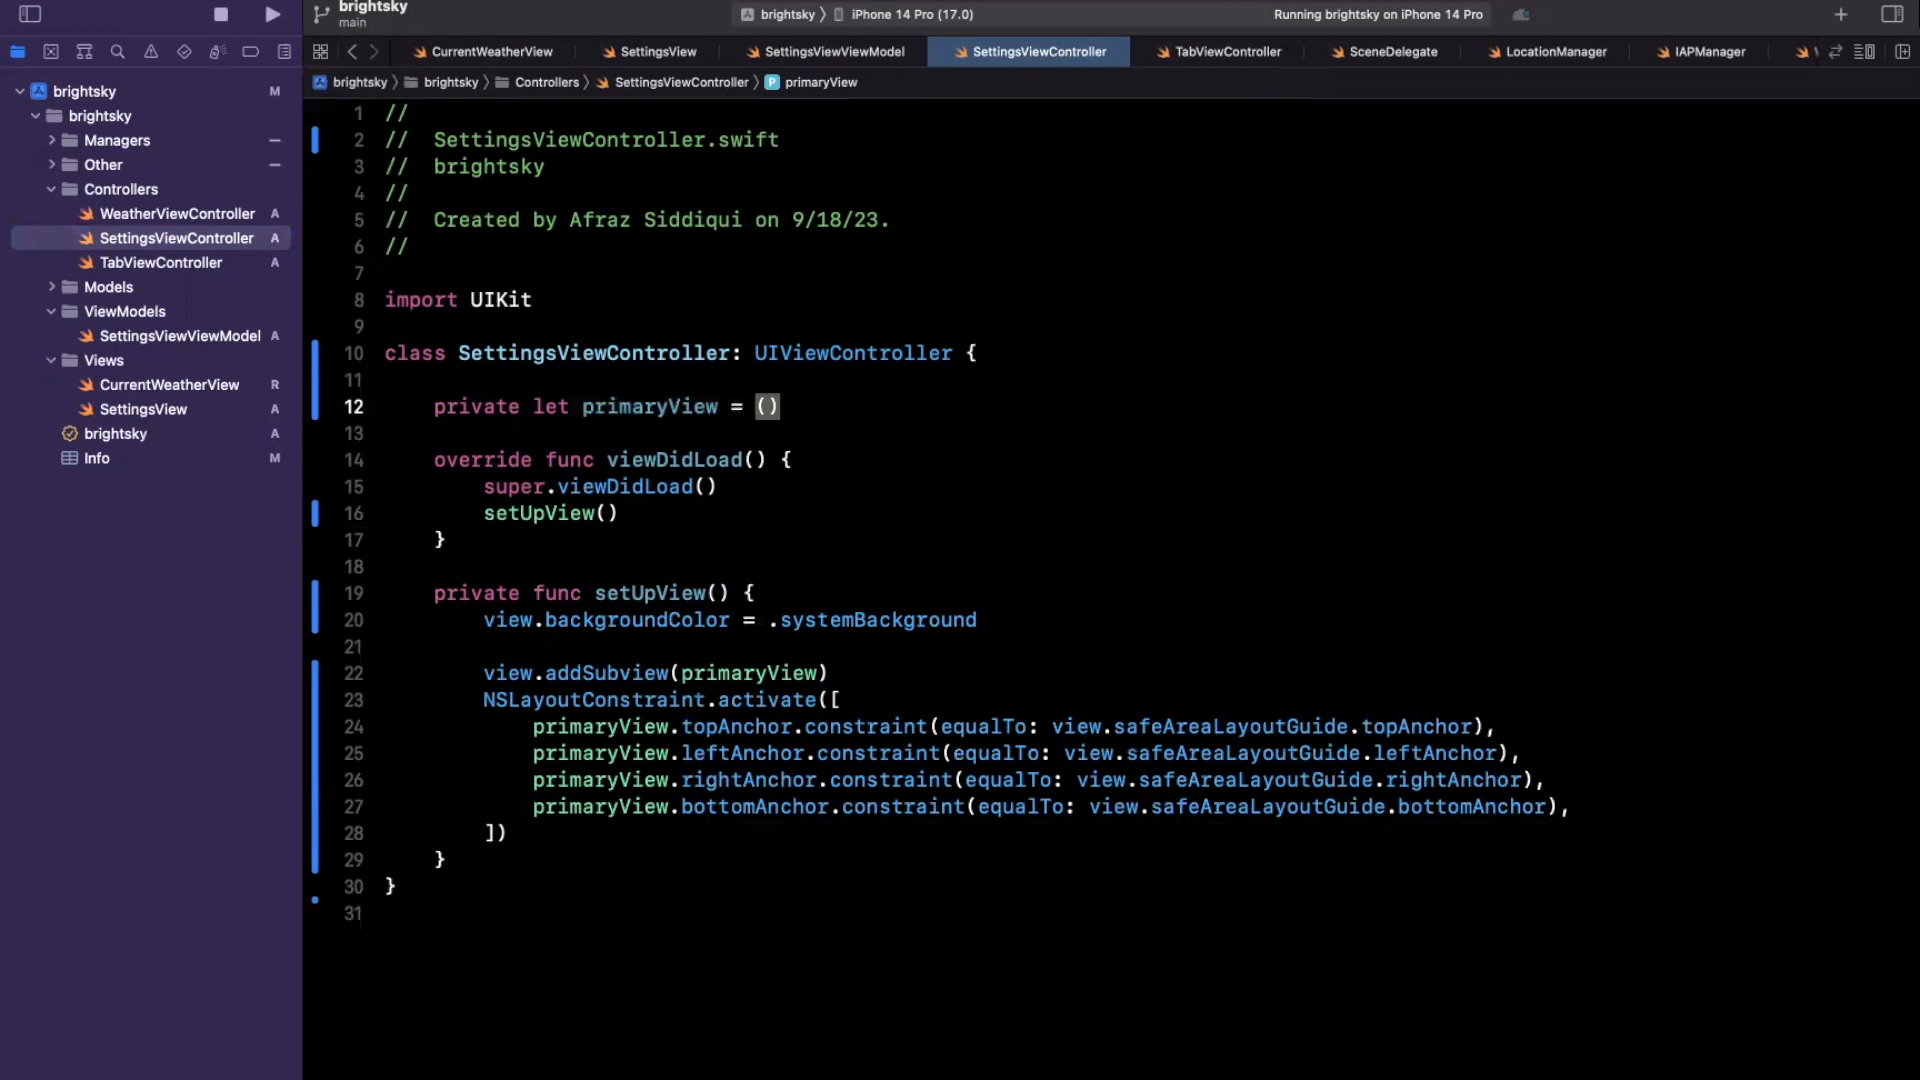 brightsky
main
brightsky
iPhone 14 Pro (17.0)
Running brightsky on iPhone 14 Pro
CurrentWeatherView
SettingsView
SettingsViewViewModel
SettingsViewController
TabViewController
SceneDelegate
LocationManager
IAPManager
brightsky
brightsky
Controllers
SettingsViewController
P primaryView
brightsky M
brightsky
Managers
Other
Controllers
WeatherViewController A
SettingsViewController A
TabViewController A
Models
ViewModels
SettingsViewViewModel A
Views
CurrentWeatherView R
SettingsView A
brightsky A
Info M
1 //
2 // SettingsViewController.swift
3 // brightsky
4 //
5 // Created by Afraz Siddiqui on 9/18/23.
6 //
7
8 import UIKit
9
10 class SettingsViewController: UIViewController {
11
12 private let primaryView = ()
13
14 override func viewDidLoad() {
15 super.viewDidLoad()
16 setUpView()
17 }
18
19 private func setUpView() {
20 view.backgroundColor = .systemBackground
21
22 view.addSubview(primaryView)
23 NSLayoutConstraint.activate([
24 primaryView.topAnchor.constraint(equalTo: view.safeAreaLayoutGuide.topAnchor),
25 primaryView.leftAnchor.constraint(equalTo: view.safeAreaLayoutGuide.leftAnchor),
26 primaryView.rightAnchor.constraint(equalTo: view.safeAreaLayoutGuide.rightAnchor),
27 primaryView.bottomAnchor.constraint(equalTo: view.safeAreaLayoutGuide.bottomAnchor),
28 ])
29 }
30 }
31